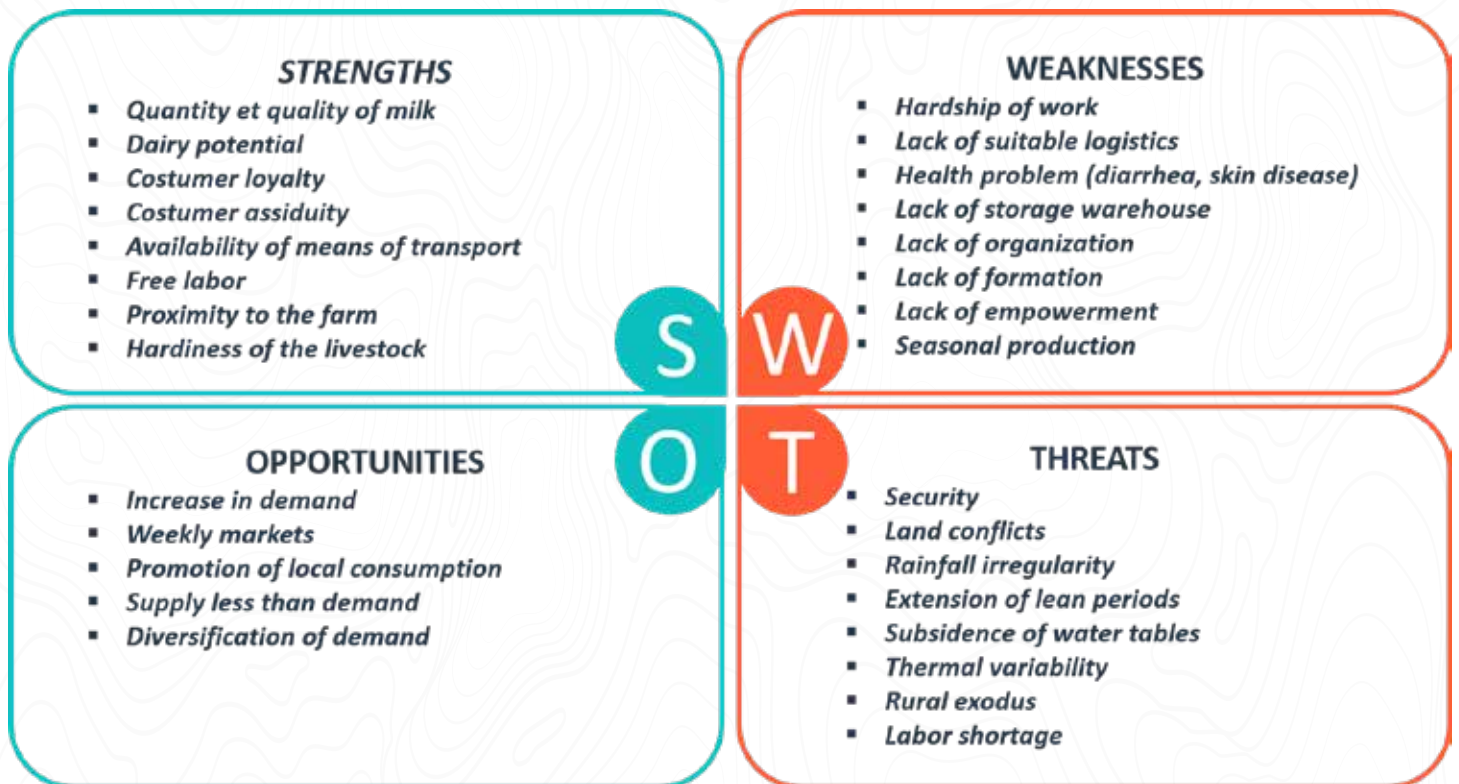 STRENGTHS
▪ Quantity et quality of milk
▪ Dairy potential
▪ Costumer loyalty
▪ Costumer assiduity
▪ Availability of means of transport
▪ Free labor
▪ Proximity to the farm
▪ Hardiness of the livestock
S
WEAKNESSES
▪ Hardship of work
▪ Lack of suitable logistics
▪ Health problem (diarrhea, skin disease)
▪ Lack of storage warehouse
▪ Lack of organization
▪ Lack of formation
▪ Lack of empowerment
▪ Seasonal production
W
OPPORTUNITIES
▪ Increase in demand
▪ Weekly markets
▪ Promotion of local consumption
▪ Supply less than demand
▪ Diversification of demand
O
THREATS
▪ Security
▪ Land conflicts
▪ Rainfall irregularity
▪ Extension of lean periods
▪ Subsidence of water tables
▪ Thermal variability
▪ Rural exodus
▪ Labor shortage
T